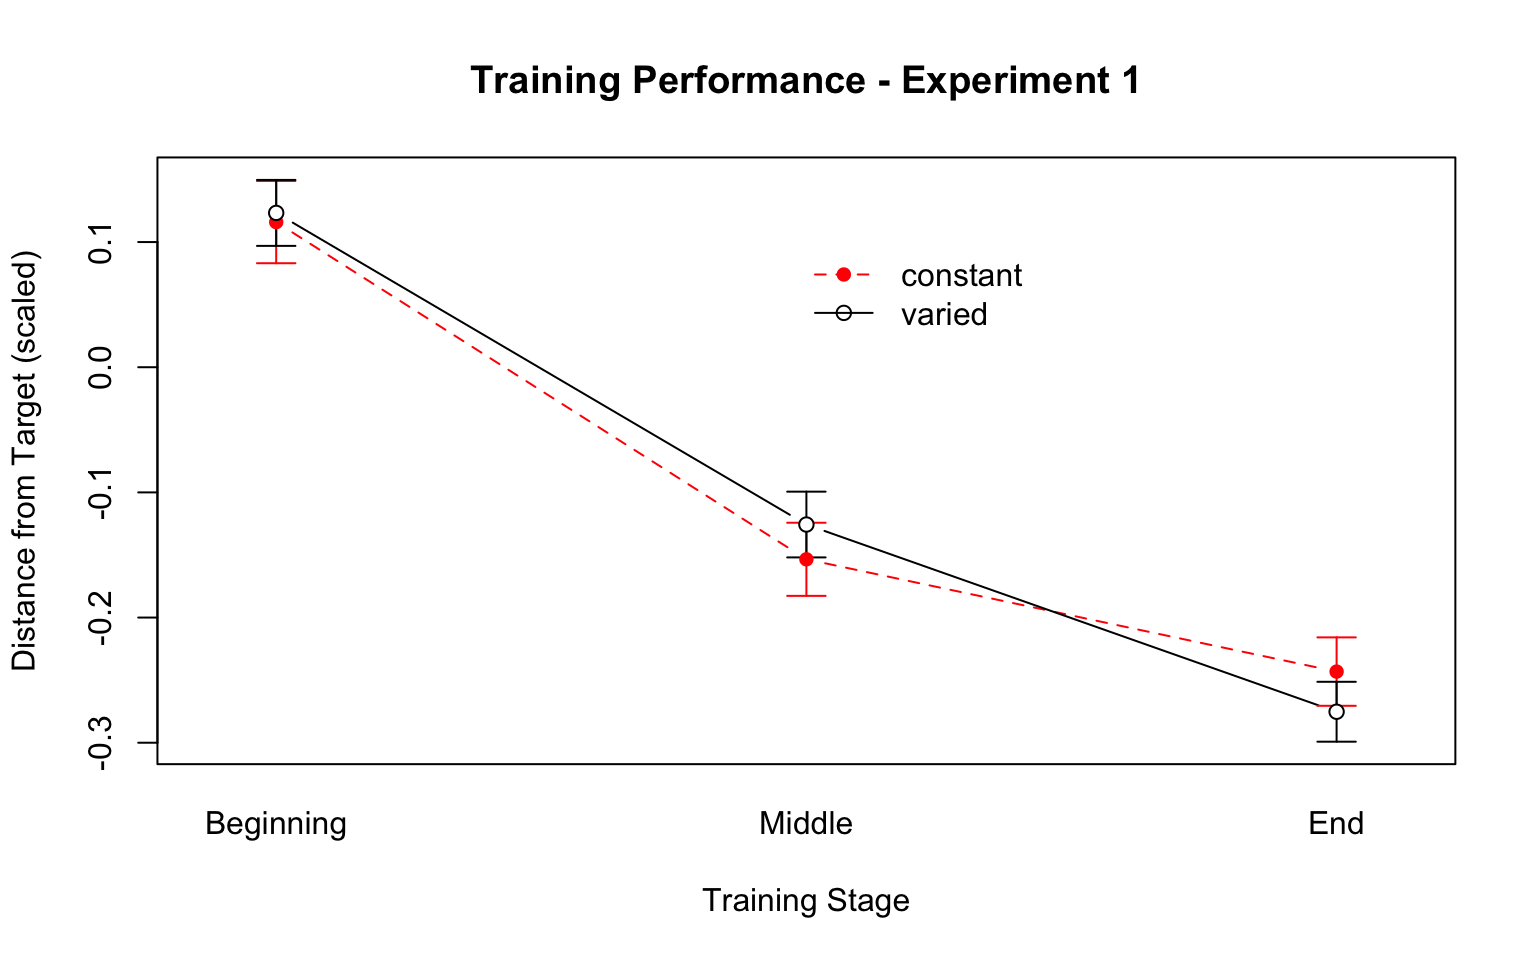 Training Performance - Experiment 1
Distance from Target (scaled)
0.1
0.0
-0.1
-0.2
-0.3
constant
varied
Beginning
Middle
End
Training Stage